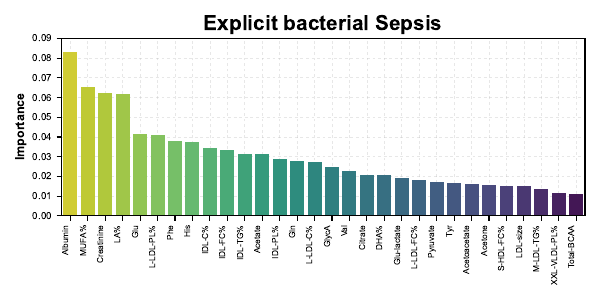 Explicit bacterial Sepsis
Importance
0.09
0.08
0.07
0.06
0.05
0.04
0.03
0.02
0.01
0.00
Albumin
MUFA%
Creatinine
LA%
Glu
L-LDL-PL%
Phe
His
IDL-C%
IDL-FC%
IDL-TG%
Acetate
IDL-PL%
Gln
L-LDL-C%
GlycA
Val
Citrate
DHA%
Glu-lactate
L-LDL-FC%
Pyruvate
Tyr
Acetoacetate
Acetone
S-HDL-FC%
LDL-size
M-LDL-TG%
XXL-VLDL-PL%
Total-BCAA